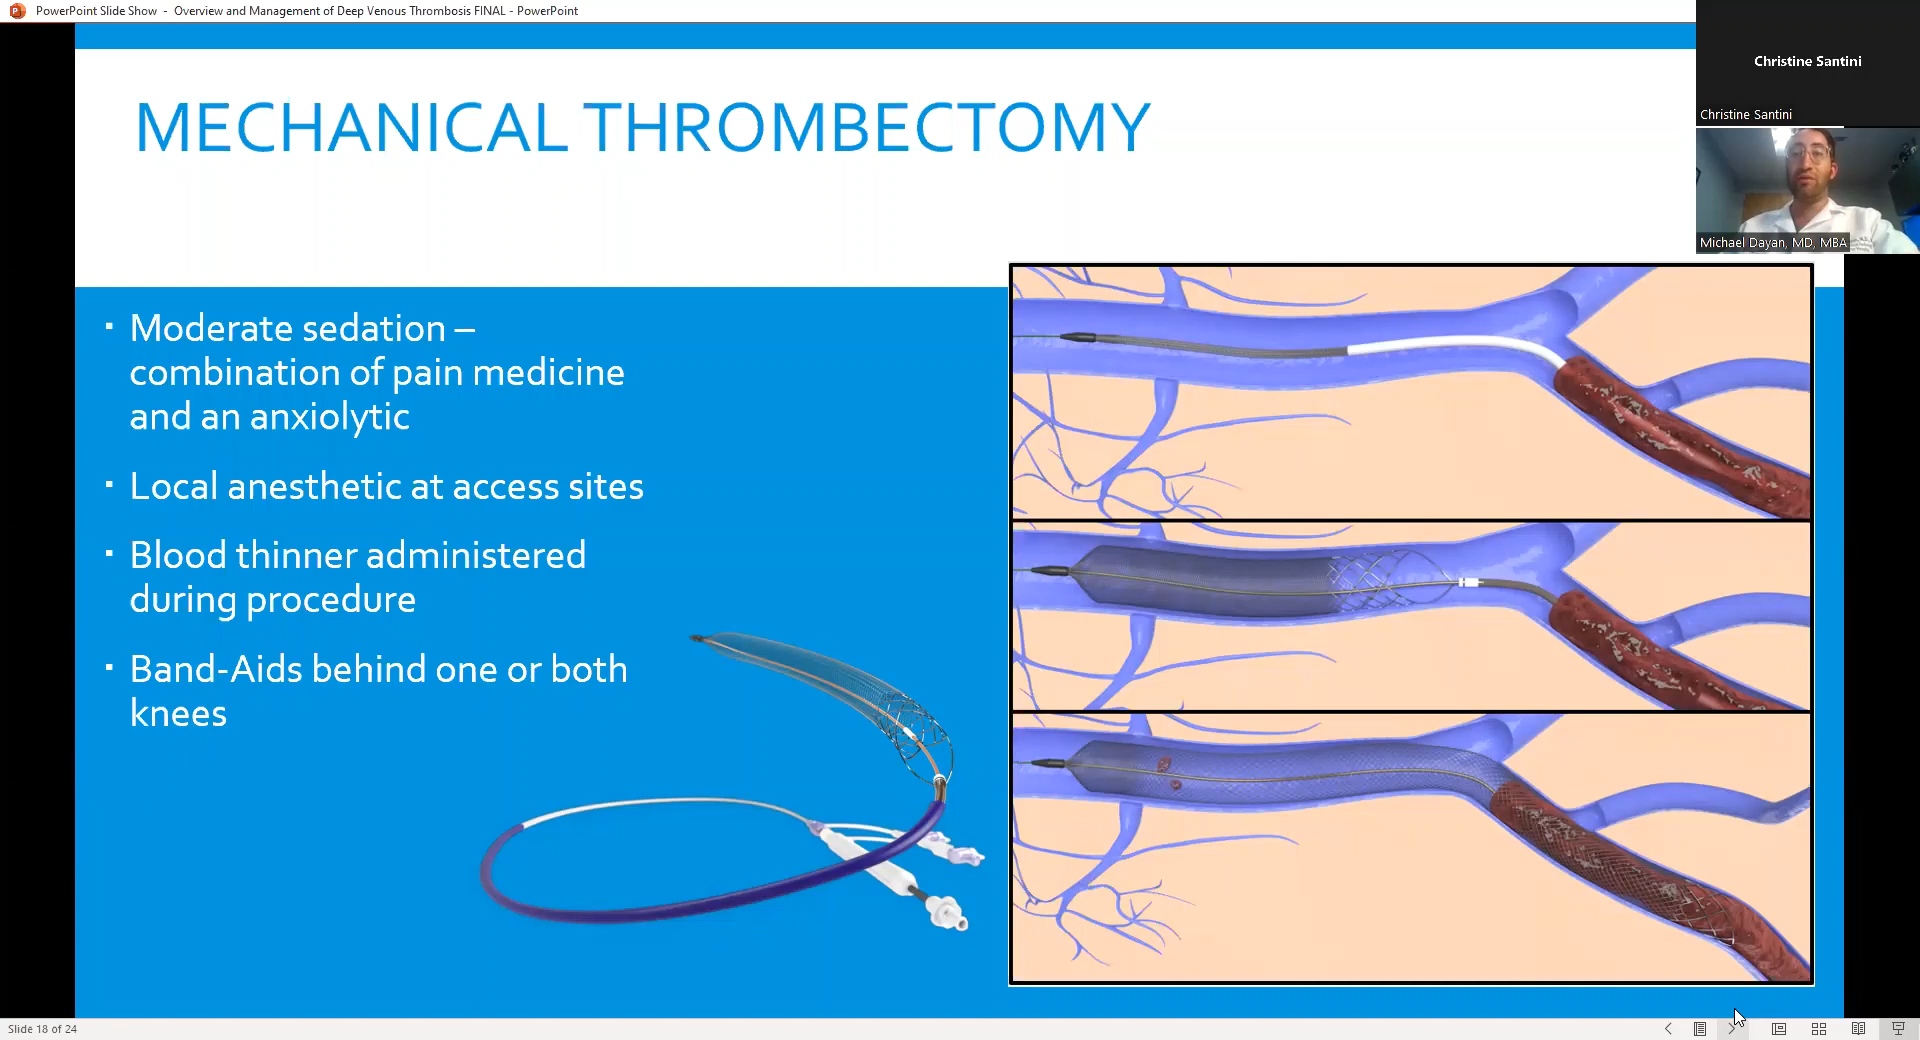 PowerPoint Slide Show - Overview and Management of Deep Venous Thrombosis FINAL - PowerPoint
Christine Santini
Christine Santini
Michael Dayan, MD, MBA
MECHANICAL THROMBECTOMY
▪ Moderate sedation –
combination of pain medicine
and an anxiolytic
▪ Local anesthetic at access sites
▪ Blood thinner administered
during procedure
▪ Band-Aids behind one or both
knees
Slide 18 of 24